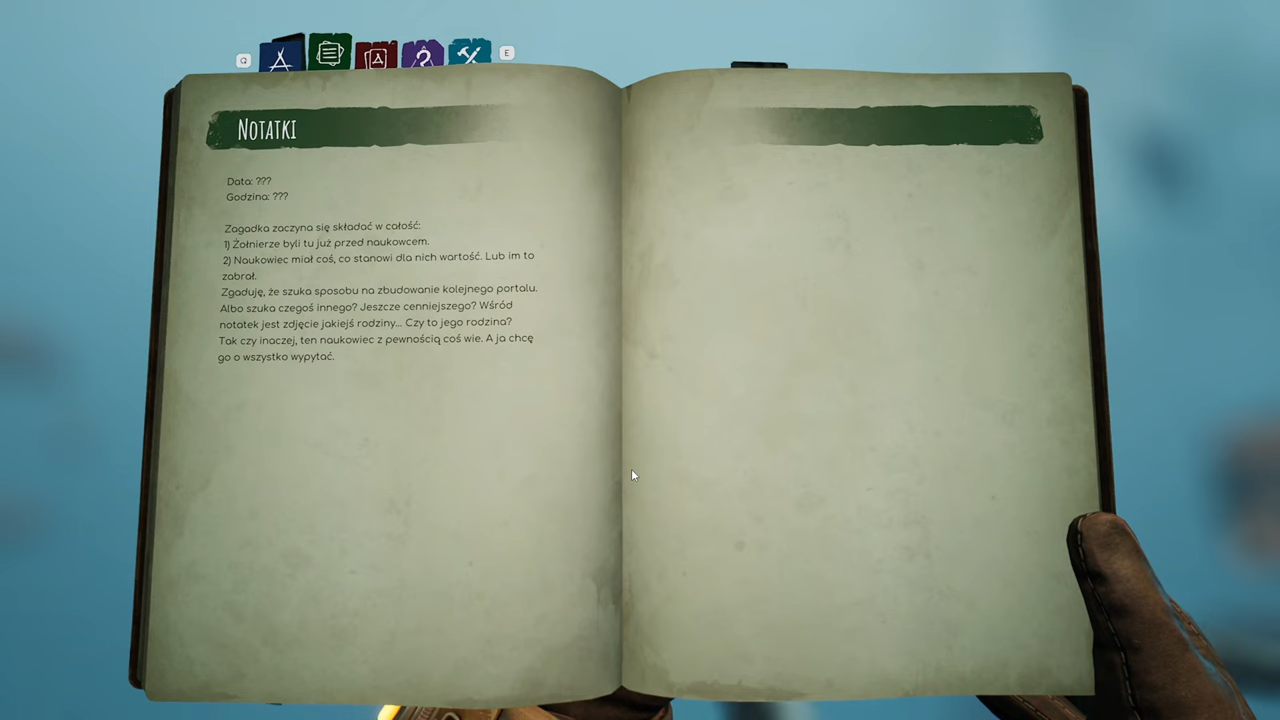 Q
E
NOTATKI
Data: ???
Godzina: ???
Zagadka zaczyna się składać w całość:
1) Żołnierze byli tu już przed naukowcem.
2) Naukowiec miał coś, co stanowi dla nich wartość. Lub im to
zabrał.
Zgaduję, że szuka sposobu na zbudowanie kolejnego portalu.
Albo szuka czegoś innego? Jeszcze cenniejszego? Wśród
notatek jest zdjęcie jakiejś rodziny... Czy to jego rodzina?
Tak czy inaczej, ten naukowiec z pewnością coś wie. A ja chcę
go o wszystko wypytać.